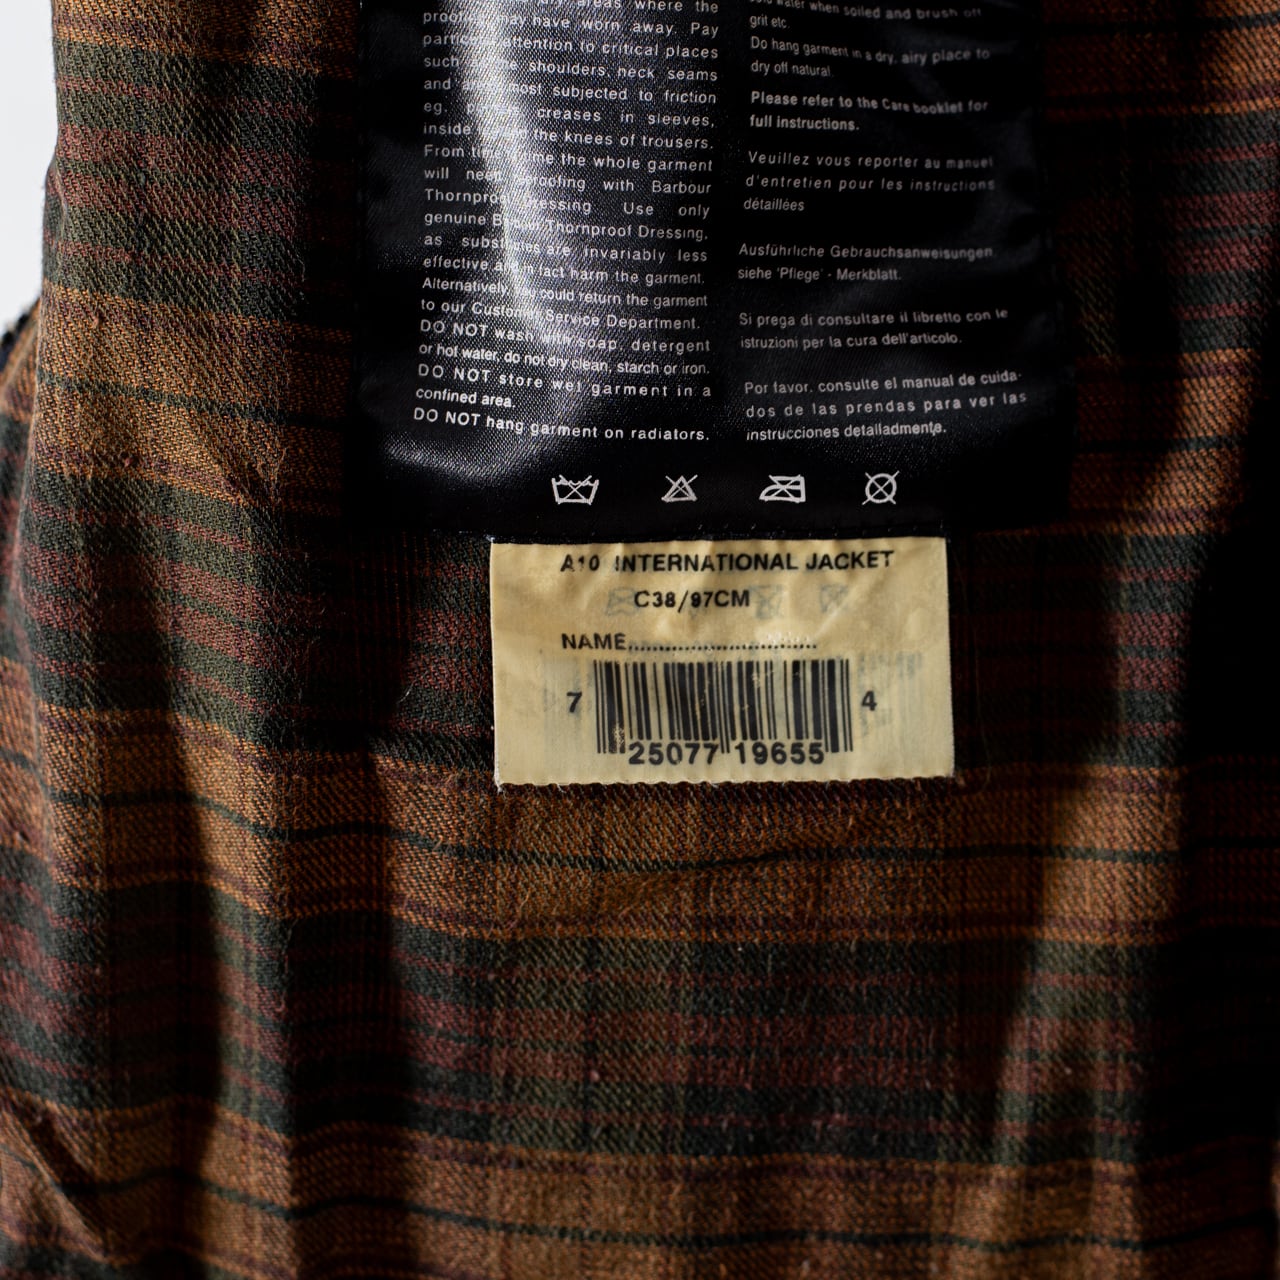 areas where the
may have worn away. Pay
attention to critical places
such shoulders, neck seams
and most subjected to friction
eg. creases in sleeves,
inside the knees of trousers.
From time the whole garment
will need proofing with Barbour
Thornproof Dressing Use only
genuine Thornproof Dressing,
as substitutes are invariably less
effective and in fact harm the garment.
Alternatively, could return the garment
to our Customer Service Department.
DO NOT wash with soap, detergent
or hot water, do not dry clean, starch or iron.
DO NOT store wet garment in a
confined area.
DO NOT hang garment on radiators.
water when soiled and brush off
grit etc.
Do hang garment in a dry, airy place to
dry off natural.
Please refer to the Care booklet for
full instructions.
Veuillez vous reporter au manuel
d'entretien pour les instructions
détaillées
Ausführliche Gebrauchsanweisungen
siehe 'Pflege' - Merkblatt.
Si prega di consultare il libretto con le
istruzioni per la cura dell'articolo.
Por favor, consulte el manual de cuida-
dos de las prendas para ver las
instrucciones detalladmente.
A10 INTERNATIONAL JACKET
C38/97CM
NAME..............................
7 25077 19655 4